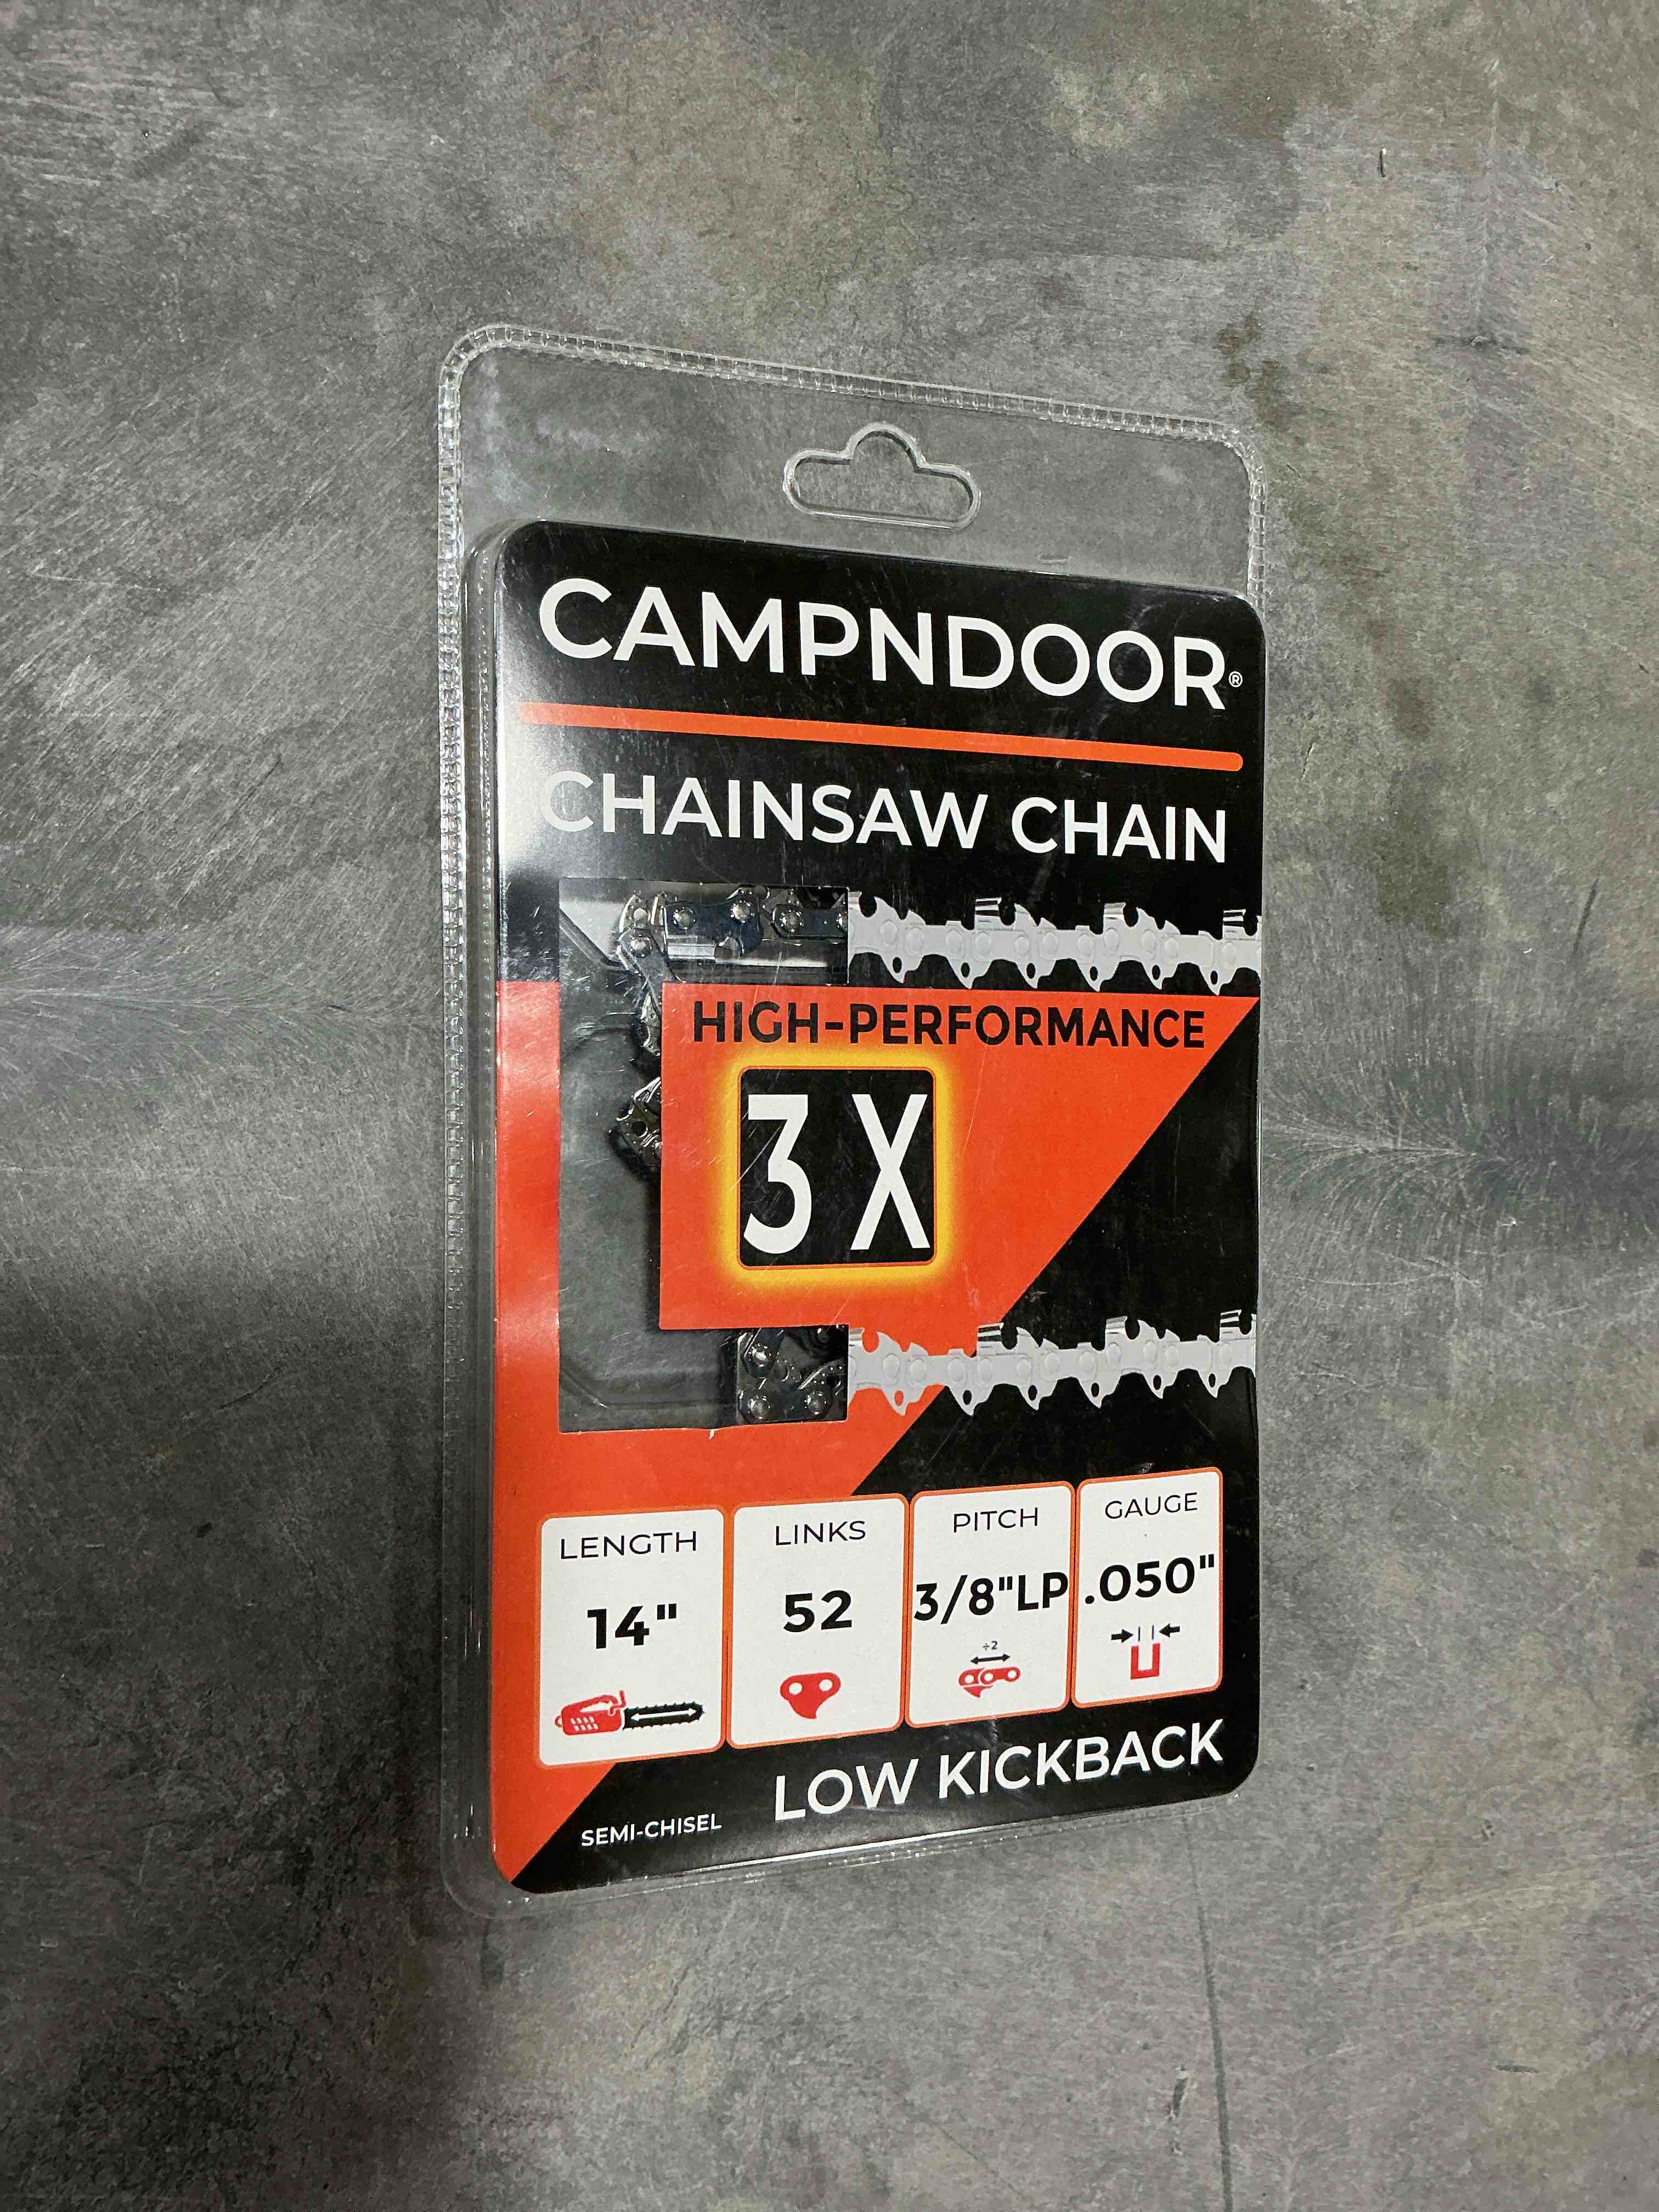 CAMPNDOOR®
CHAINSAW CHAIN
HIGH-PERFORMANCE
3 X
LENGTH
14"
LINKS
52
PITCH
3/8"LP
÷2
GAUGE
.050"
SEMI-CHISEL
LOW KICKBACK